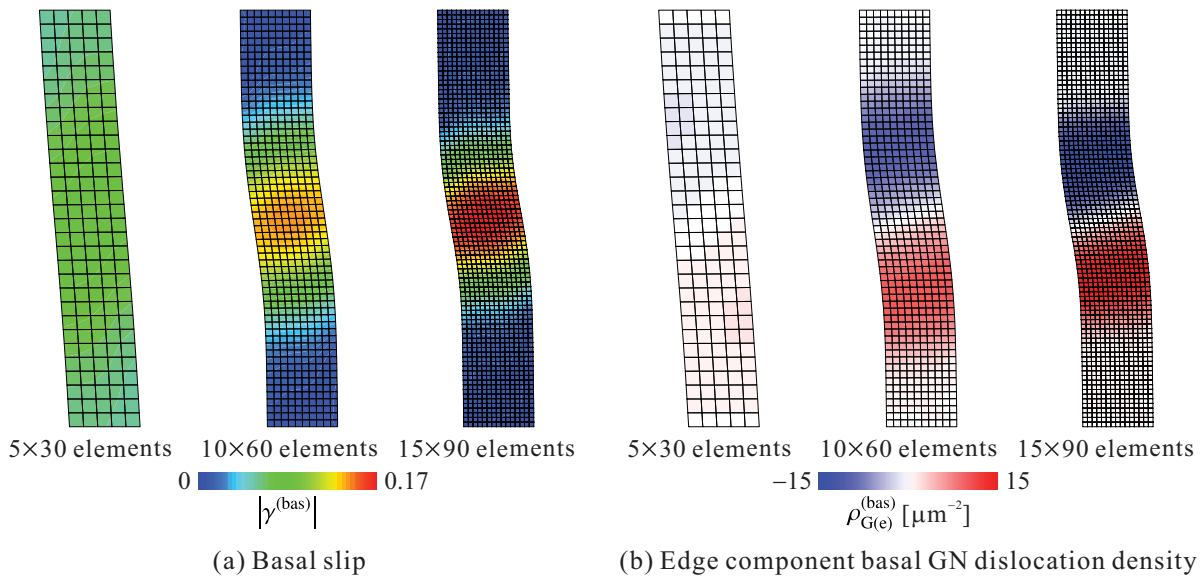 5×30 elements 10×60 elements 15×90 elements 5×30 elements 10×60 elements 15×90 elements
0 0.17 −15 15
|γ^(bas)| ρ_G(e)^(bas) [μm⁻²]
(a) Basal slip (b) Edge component basal GN dislocation density